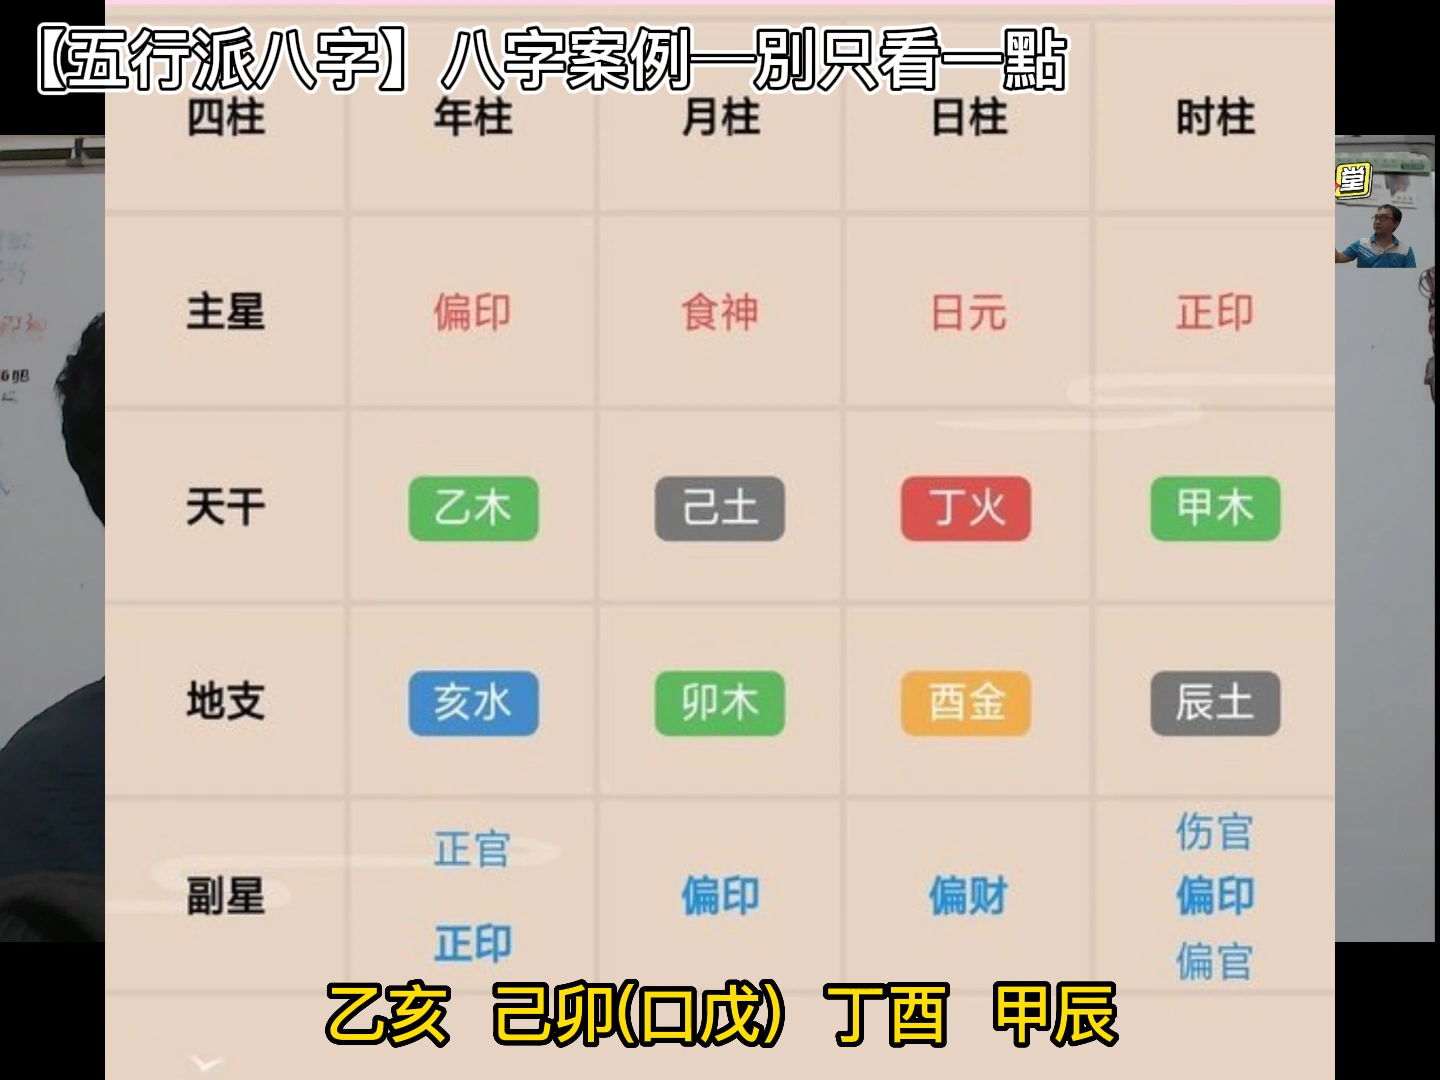 【五行派八字】八字案例—別只看一點
四柱 年柱 月柱 日柱 时柱
堂
主星 偏印 食神 日元 正印
天干 乙木 己土 丁火 甲木
地支 亥水 卯木 酉金 辰土
副星 正官 正印 偏印 偏财 伤官 偏印 偏官
乙亥 己卯(口戊) 丁酉 甲辰